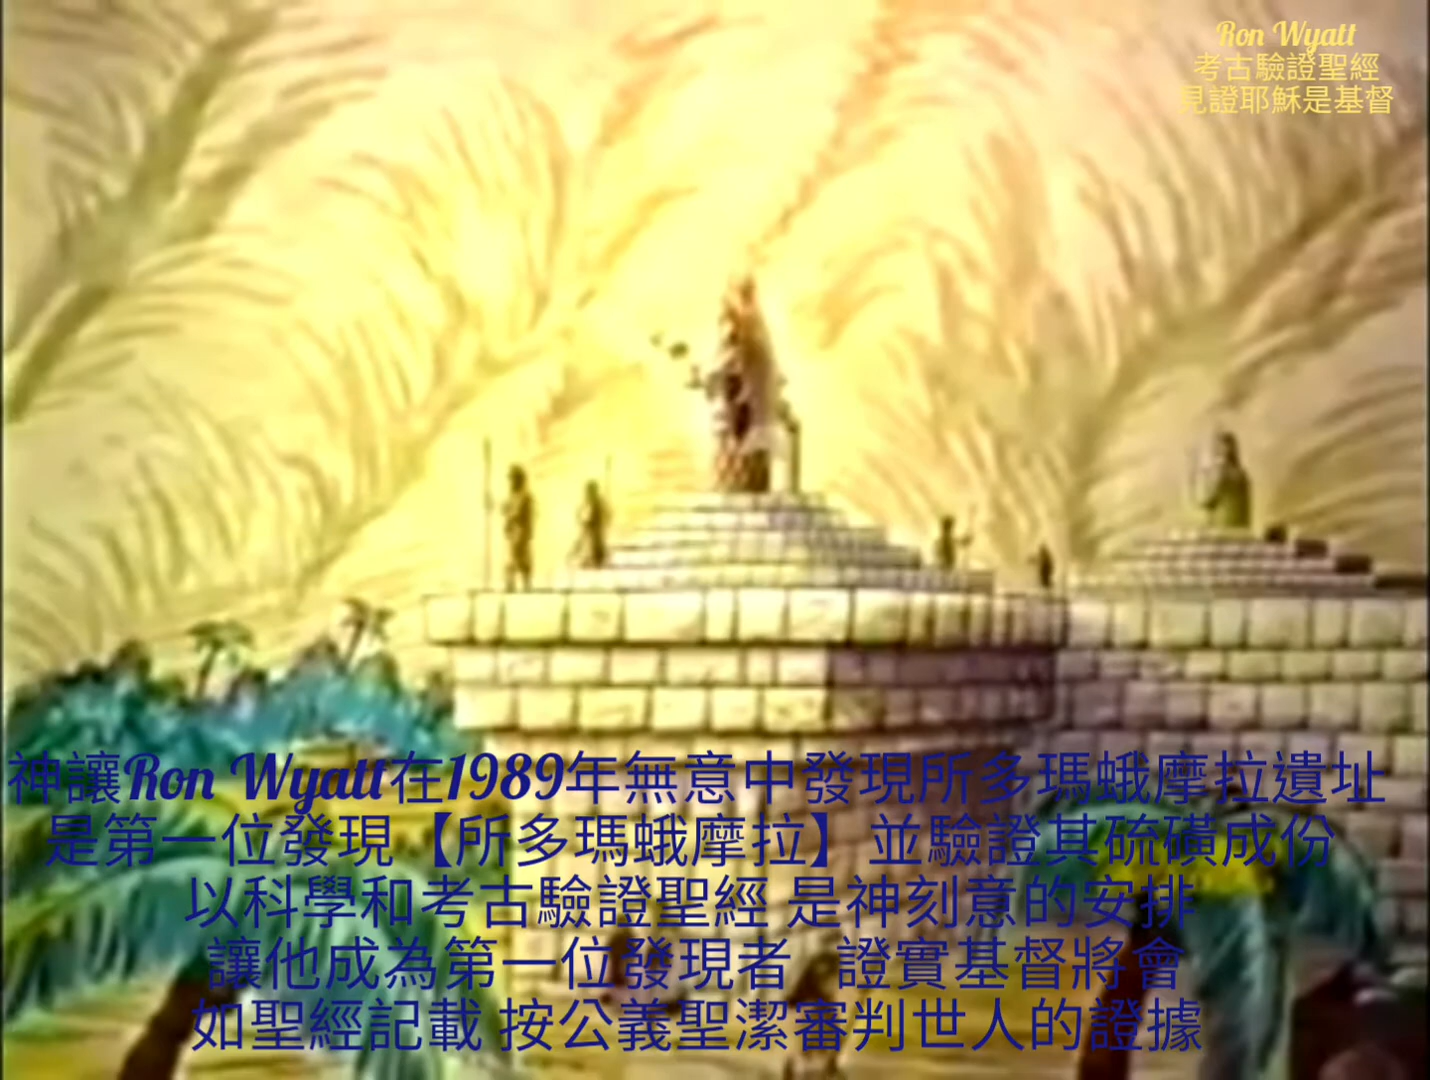 Ron Wyatt
考古驗證聖經
見證耶穌是基督
神讓Ron Wyatt在1989年無意中發現所多瑪蛾摩拉遺址
是第一位發現【所多瑪蛾摩拉】並驗證其硫磺成份
以科學和考古驗證聖經 是神刻意的安排
讓他成為第一位發現者 證實基督將會
如聖經記載 按公義聖潔審判世人的證據